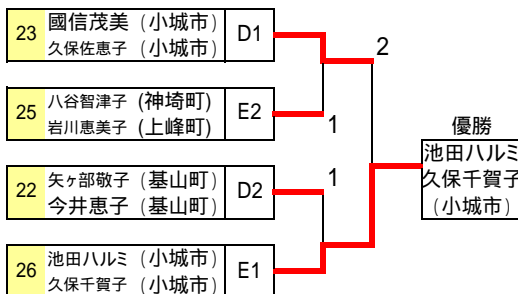 23 國信茂美 (小城市) D1
久保佐恵子 (小城市)
2
25 八谷智津子 (神埼町) E2
岩川恵美子 (上峰町)
1
優勝
池田ハルミ
久保千賀子
(小城市)
1
22 矢ヶ部敬子 (基山町) D2
今井恵子 (基山町)
26 池田ハルミ (小城市) E1
久保千賀子 (小城市)